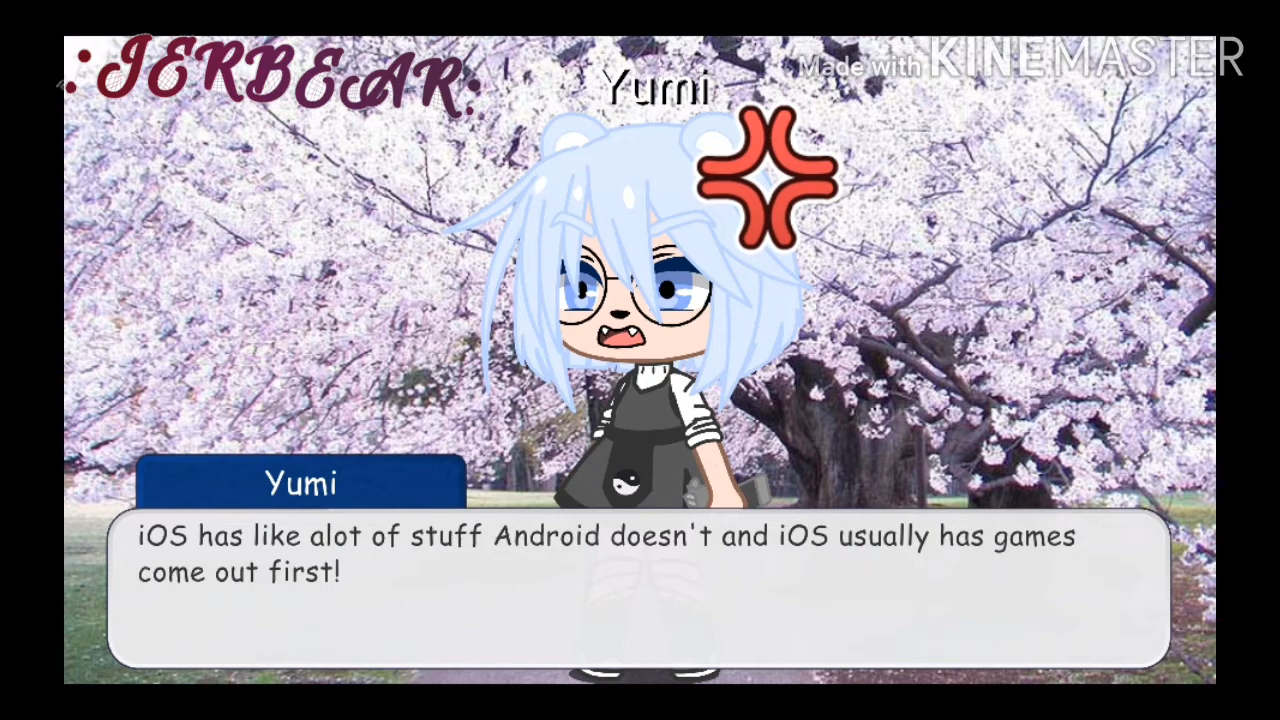 .:JERBEAR:.
Made with KINEMASTER
Yumi
Yumi
iOS has like alot of stuff Android doesn't and iOS usually has games
come out first!